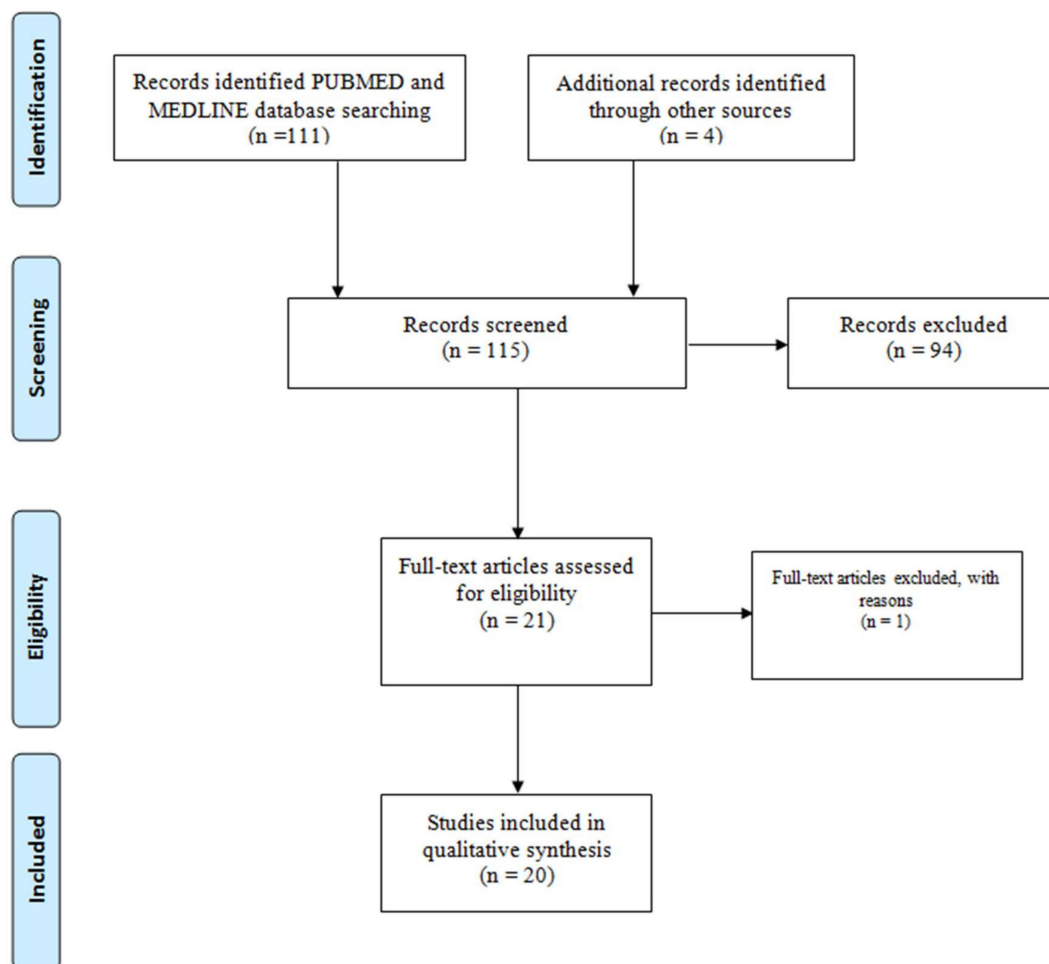 Identification
Records identified PUBMED and
MEDLINE database searching
(n =111)
Additional records identified
through other sources
(n = 4)
Screening
Records screened
(n = 115)
Records excluded
(n = 94)
Eligibility
Full-text articles assessed
for eligibility
(n = 21)
Full-text articles excluded, with
reasons
(n = 1)
Included
Studies included in
qualitative synthesis
(n = 20)